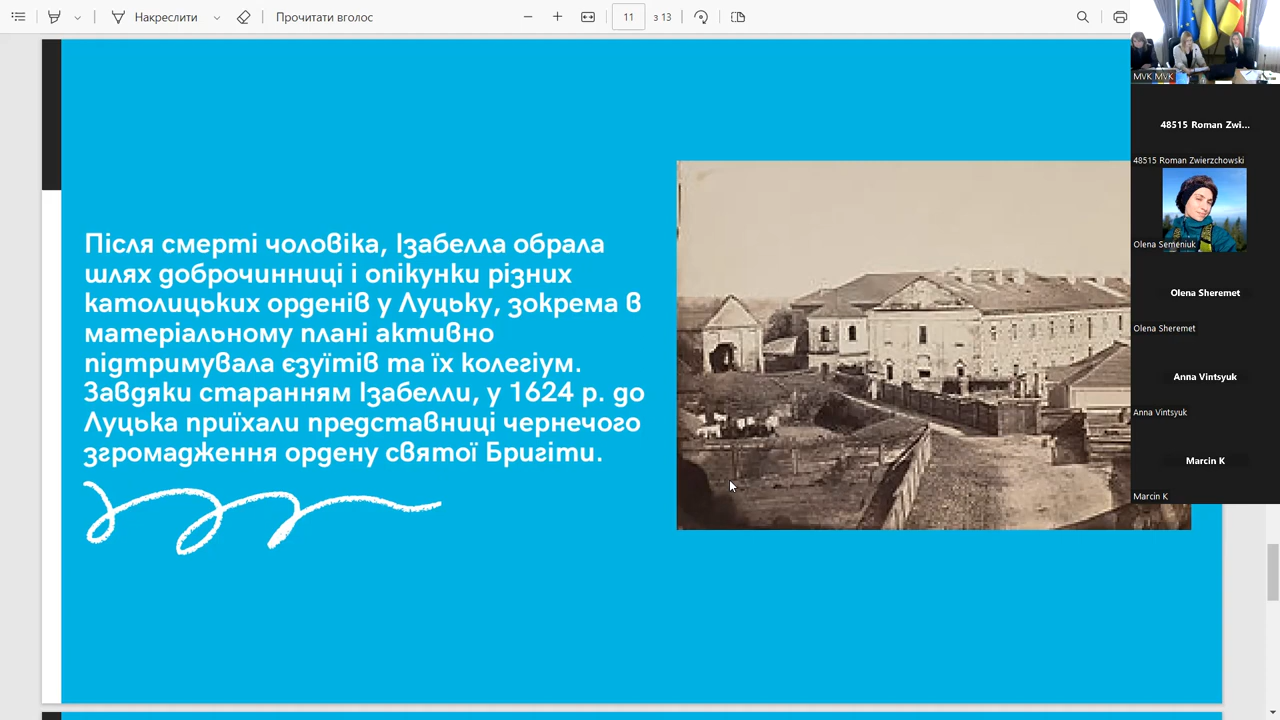 Накреслити
Прочитати вголос
11
з 13
MVK MVK
48515 Roman Zwi...
48515 Roman Zwierzchowski
Olena Semeniuk
Olena Sheremet
Olena Sheremet
Anna Vintsyuk
Anna Vintsyuk
Marcin K
Marcin K
Після смерті чоловіка, Ізабелла обрала
шлях доброчинниці і опікунки різних
католицьких орденів у Луцьку, зокрема в
матеріальному плані активно
підтримувала єзуїтів та їх колегіум.
Завдяки старанням Ізабелли, у 1624 р. до
Луцька приїхали представниці чернечого
згромадження ордену святої Бригіти.